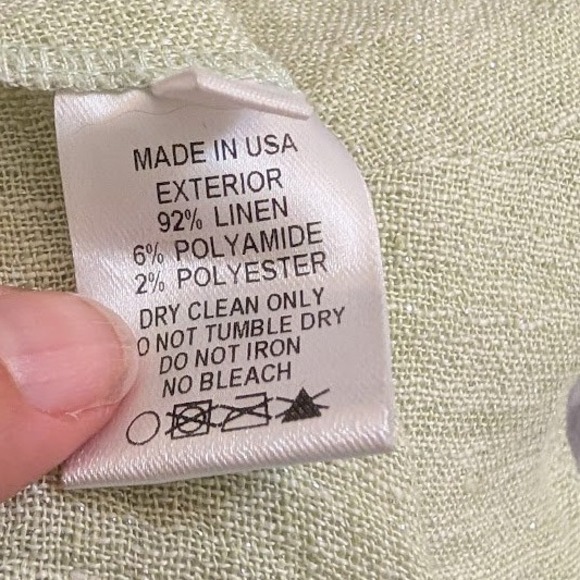 MADE IN USA
EXTERIOR
92% LINEN
6% POLYAMIDE
2% POLYESTER
DRY CLEAN ONLY
O NOT TUMBLE DRY
DO NOT IRON
NO BLEACH